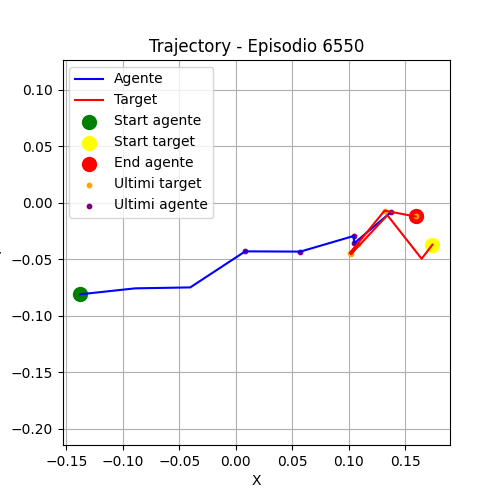 Trajectory - Episodio 6550
Agente
Target
Start agente
Start target
End agente
Ultimi target
Ultimi agente
0.10
0.05
0.00
−0.05
−0.10
−0.15
−0.20
−0.15
−0.10
−0.05
0.00
0.05
0.10
0.15
X